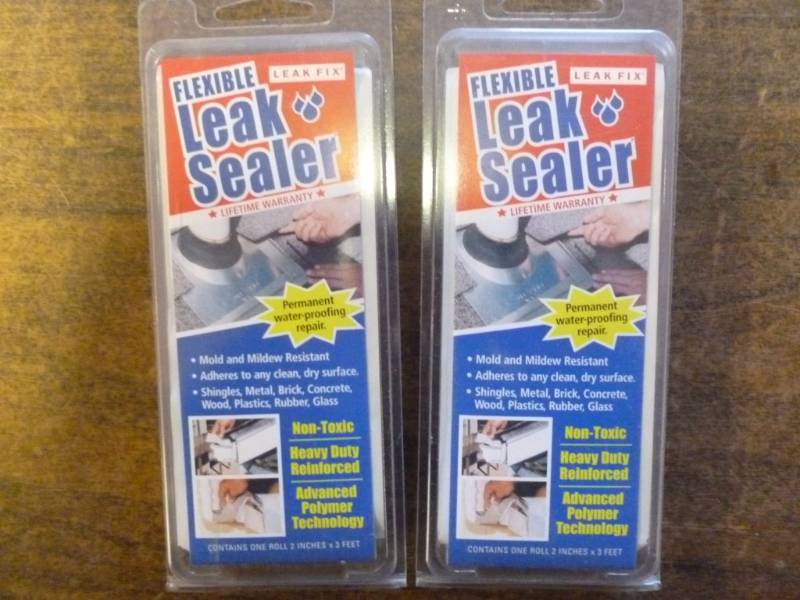 FLEXIBLE
LEAK FIX
Leak
Sealer
★ LIFETIME WARRANTY ★
Permanent
water-proofing
repair.
• Mold and Mildew Resistant
• Adheres to any clean, dry surface.
• Shingles, Metal, Brick, Concrete,
Wood, Plastics, Rubber, Glass
Non-Toxic
Heavy Duty
Reinforced
Advanced
Polymer
Technology
CONTAINS ONE ROLL 2 INCHES x 3 FEET
FLEXIBLE
LEAK FIX
Leak
Sealer
★ LIFETIME WARRANTY ★
Permanent
water-proofing
repair.
• Mold and Mildew Resistant
• Adheres to any clean, dry surface.
• Shingles, Metal, Brick, Concrete,
Wood, Plastics, Rubber, Glass
Non-Toxic
Heavy Duty
Reinforced
Advanced
Polymer
Technology
CONTAINS ONE ROLL 2 INCHES x 3 FEET